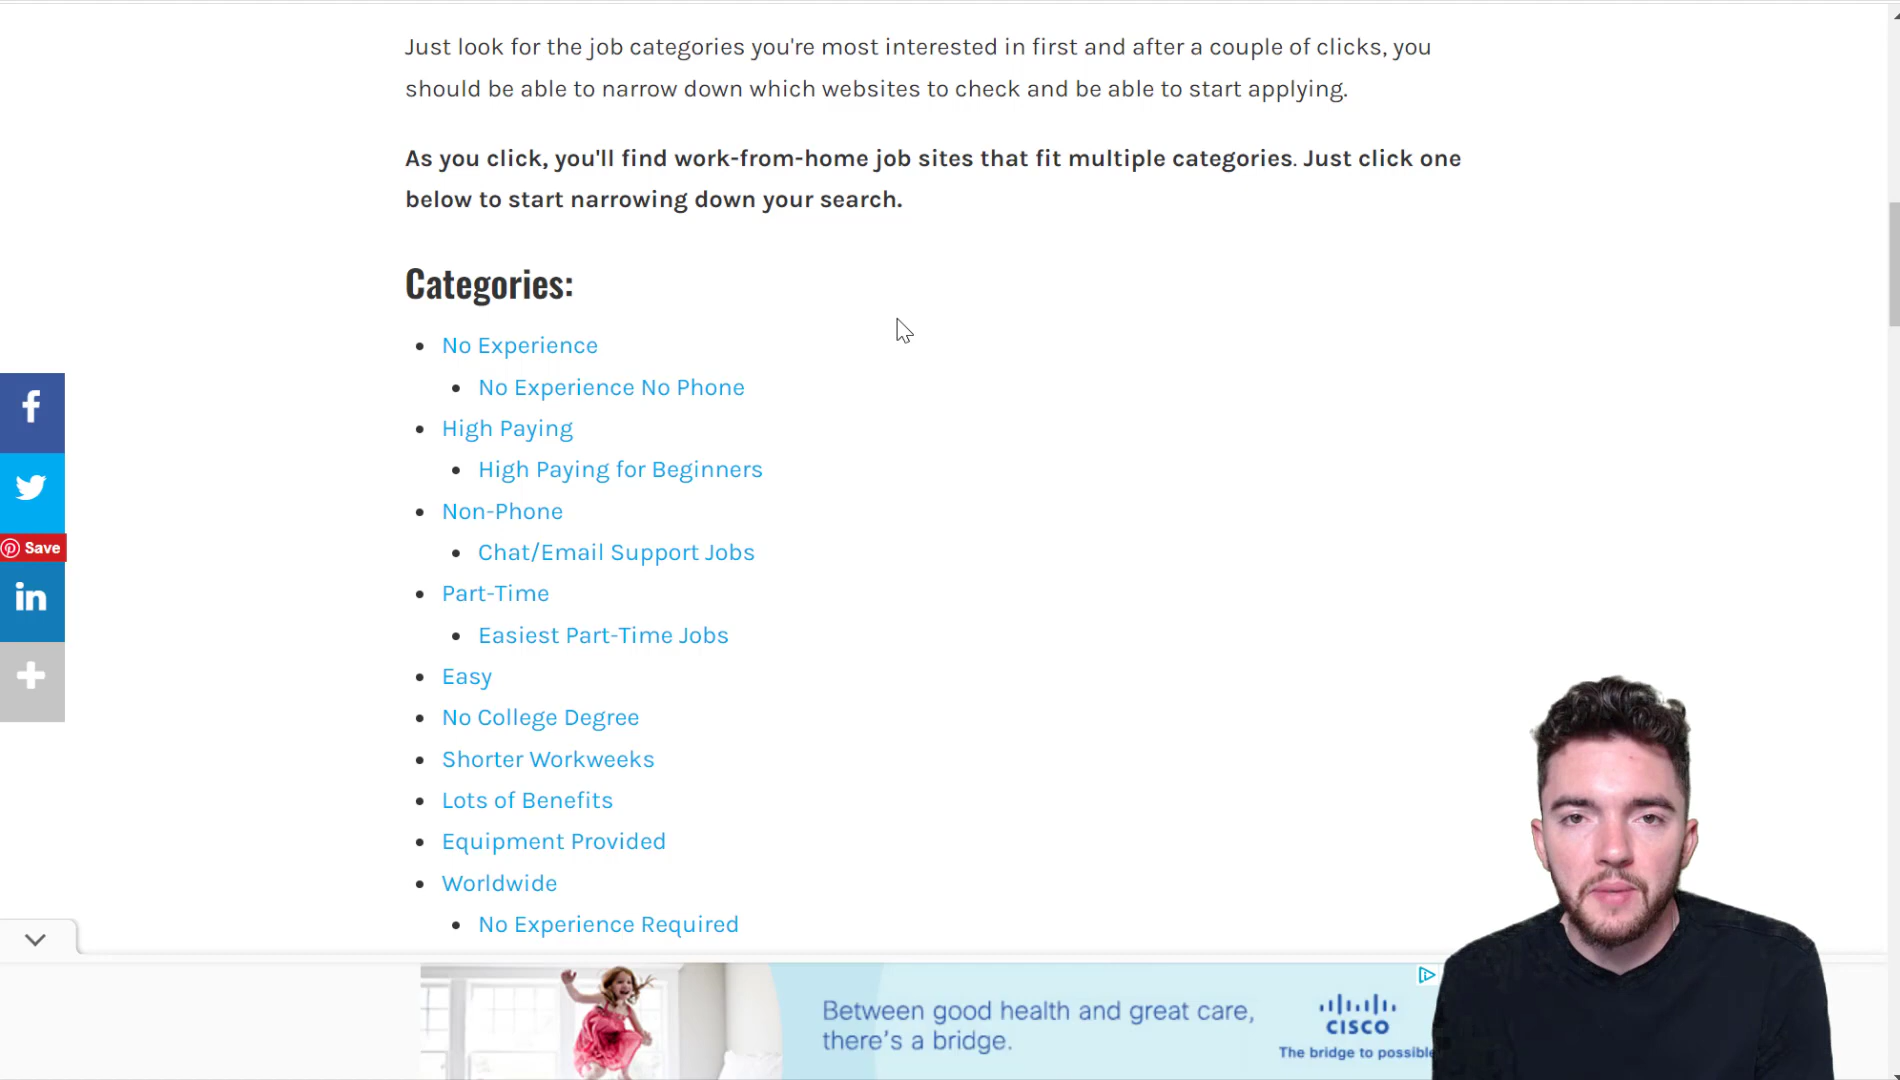 Just look for the job categories you're most interested in first and after a couple of clicks, you
should be able to narrow down which websites to check and be able to start applying.
As you click, you'll find work-from-home job sites that fit multiple categories. Just click one
below to start narrowing down your search.
Categories:
No Experience
No Experience No Phone
High Paying
High Paying for Beginners
Non-Phone
Chat/Email Support Jobs
Part-Time
Easiest Part-Time Jobs
Easy
No College Degree
Shorter Workweeks
Lots of Benefits
Equipment Provided
Worldwide
No Experience Required
Save
in
Between good health and great care,
there's a bridge.
CISCO
The bridge to possible